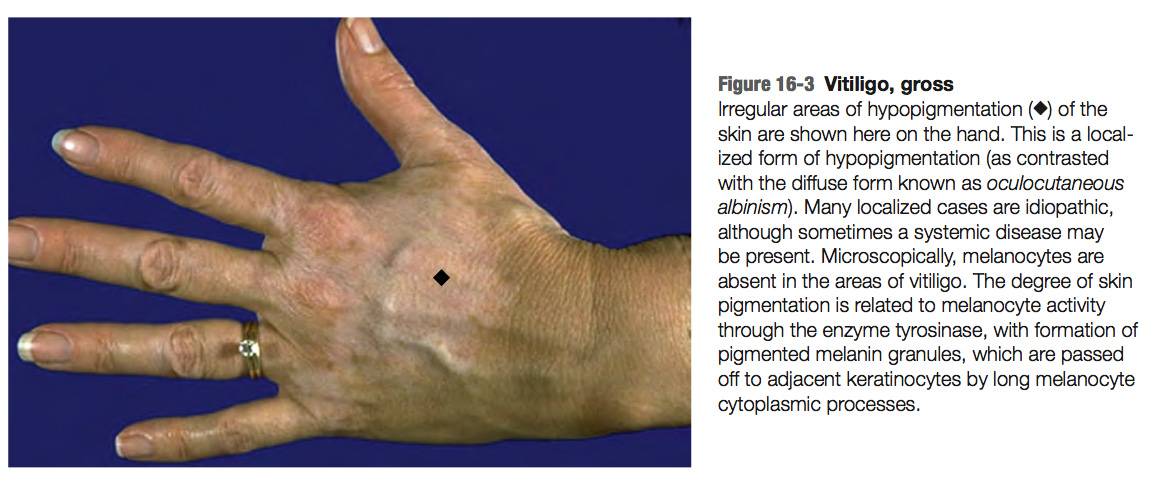 Figure 16-3 Vitiligo, gross
Irregular areas of hypopigmentation (◆) of the
skin are shown here on the hand. This is a local-
ized form of hypopigmentation (as contrasted
with the diffuse form known as oculocutaneous
albinism). Many localized cases are idiopathic,
although sometimes a systemic disease may
be present. Microscopically, melanocytes are
absent in the areas of vitiligo. The degree of skin
pigmentation is related to melanocyte activity
through the enzyme tyrosinase, with formation of
pigmented melanin granules, which are passed
off to adjacent keratinocytes by long melanocyte
cytoplasmic processes.